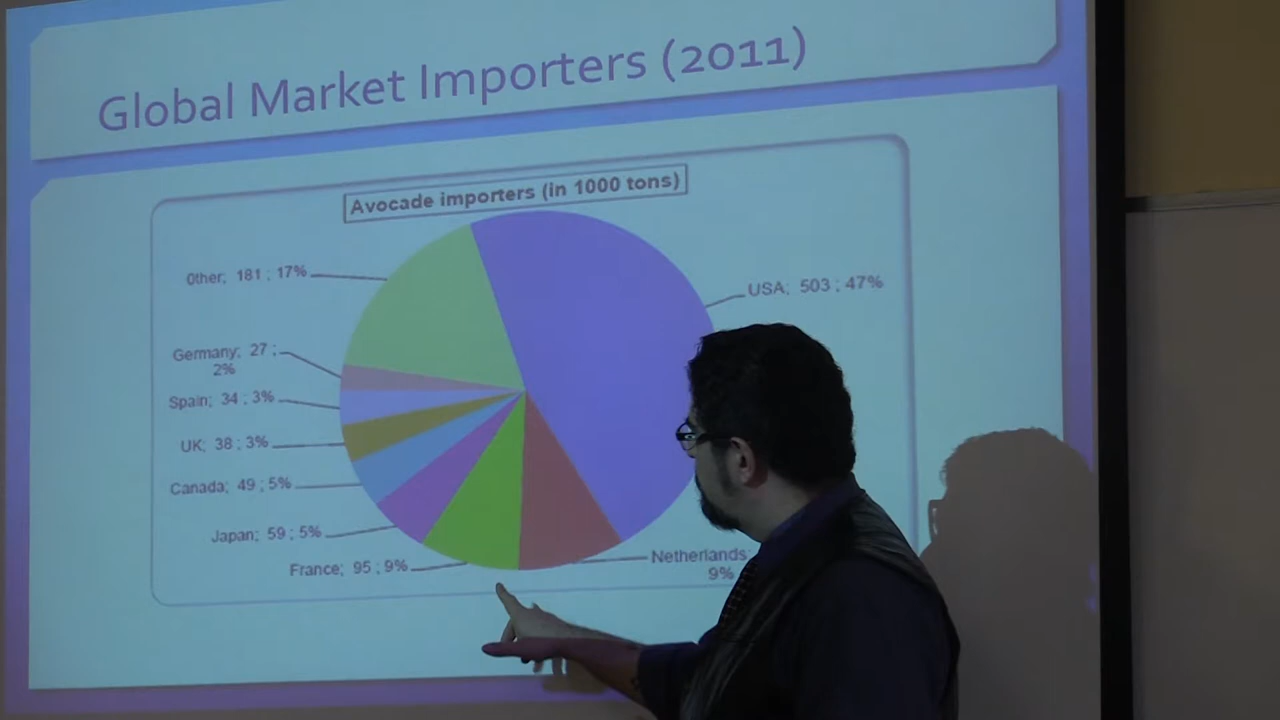 Global Market Importers (2011)
Avocade importers (in 1000 tons)
Other; 181 ; 17%
USA; 503 ; 47%
Germany; 27 ;
2%
Spain; 34 ; 3%
UK; 38 ; 3%
Canada; 49 ; 5%
Japan; 59 ; 5%
France; 95 ; 9%
Netherlands;
9%